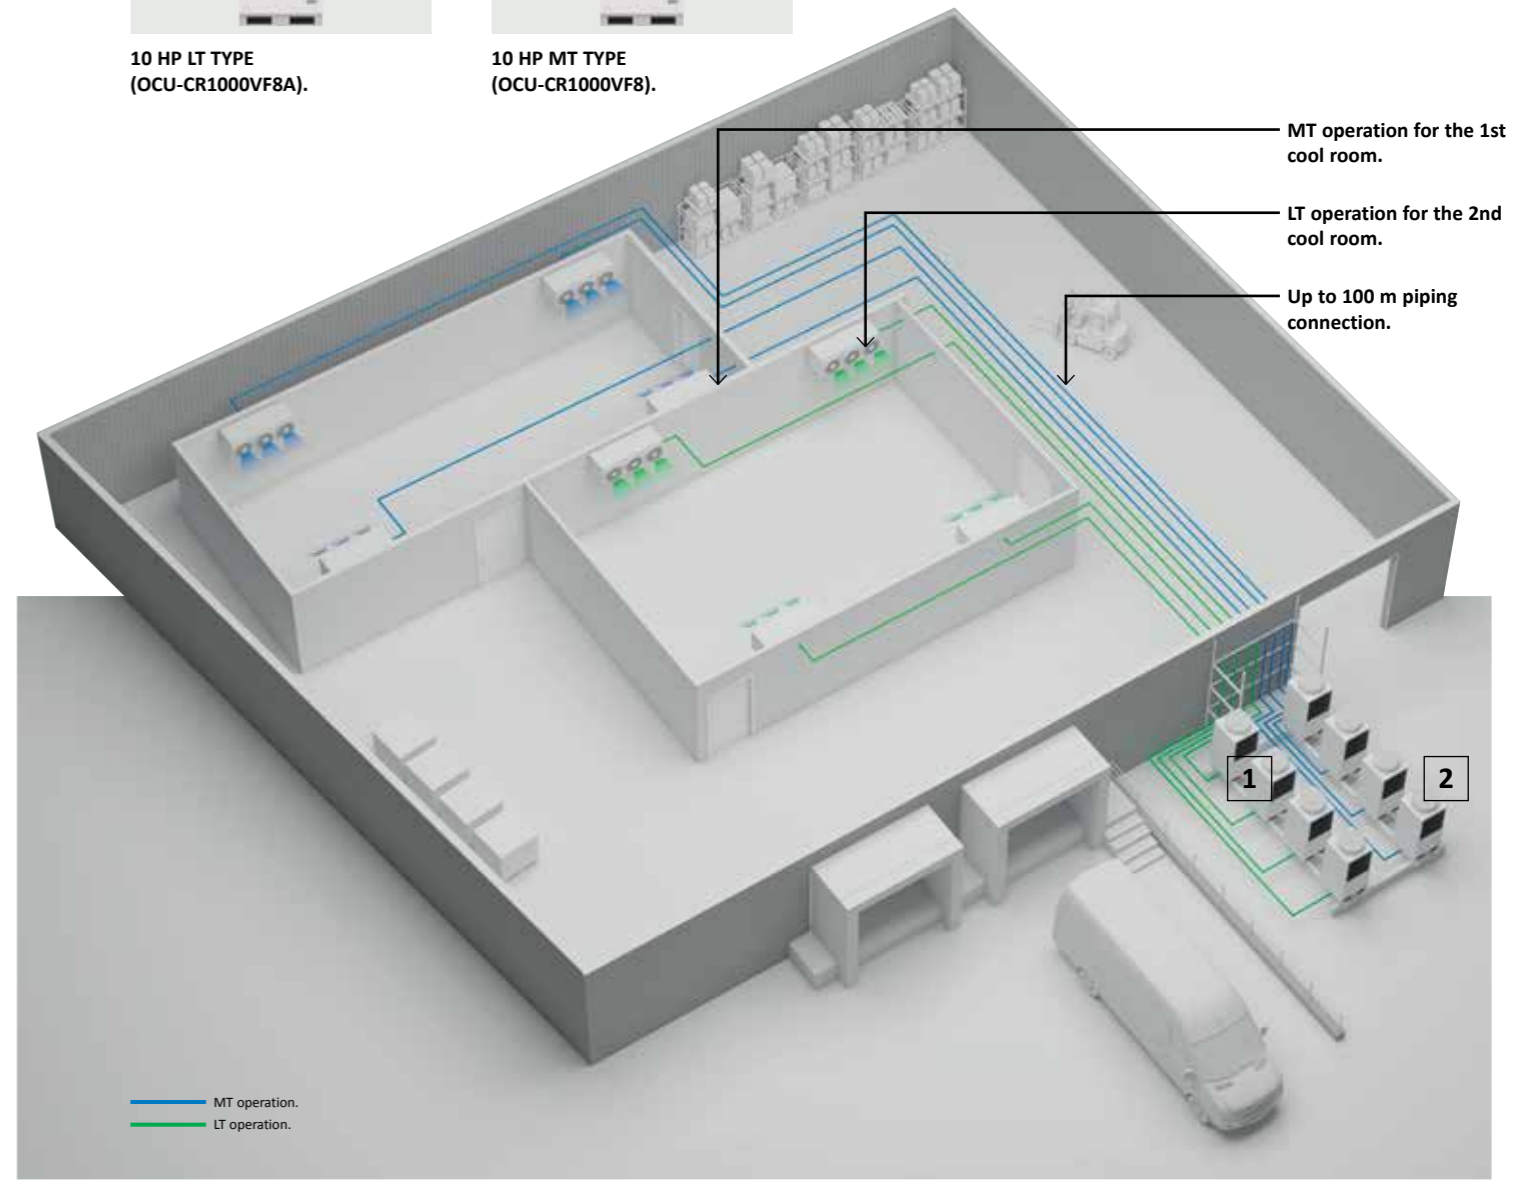 10 HP LT TYPE
(OCU-CR1000VF8A).
10 HP MT TYPE
(OCU-CR1000VF8).
MT operation for the 1st
cool room.
LT operation for the 2nd
cool room.
Up to 100 m piping
connection.
1
2
MT operation.
LT operation.